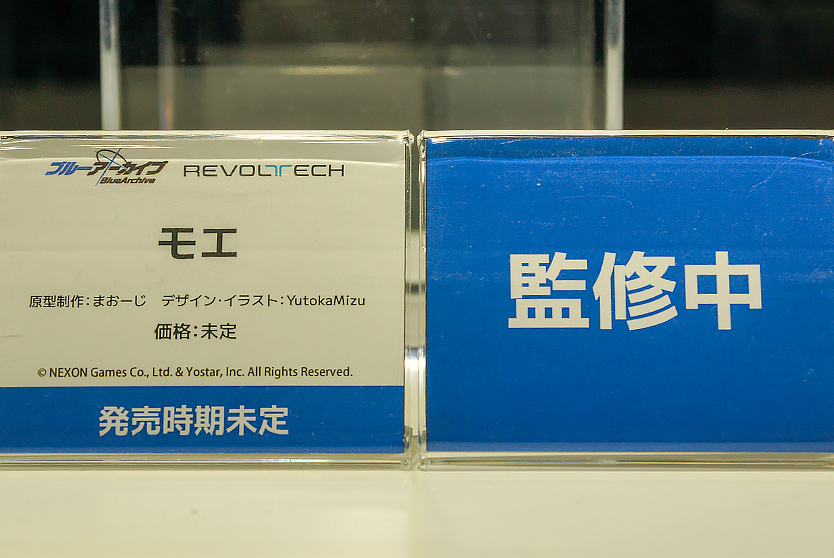 ブルーアーカイブ
BlueArchive
REVOLTECH
モエ
原型制作：まおーじ　デザイン・イラスト：YutokaMizu
価格：未定
© NEXON Games Co., Ltd. & Yostar, Inc. All Rights Reserved.
発売時期未定
監修中